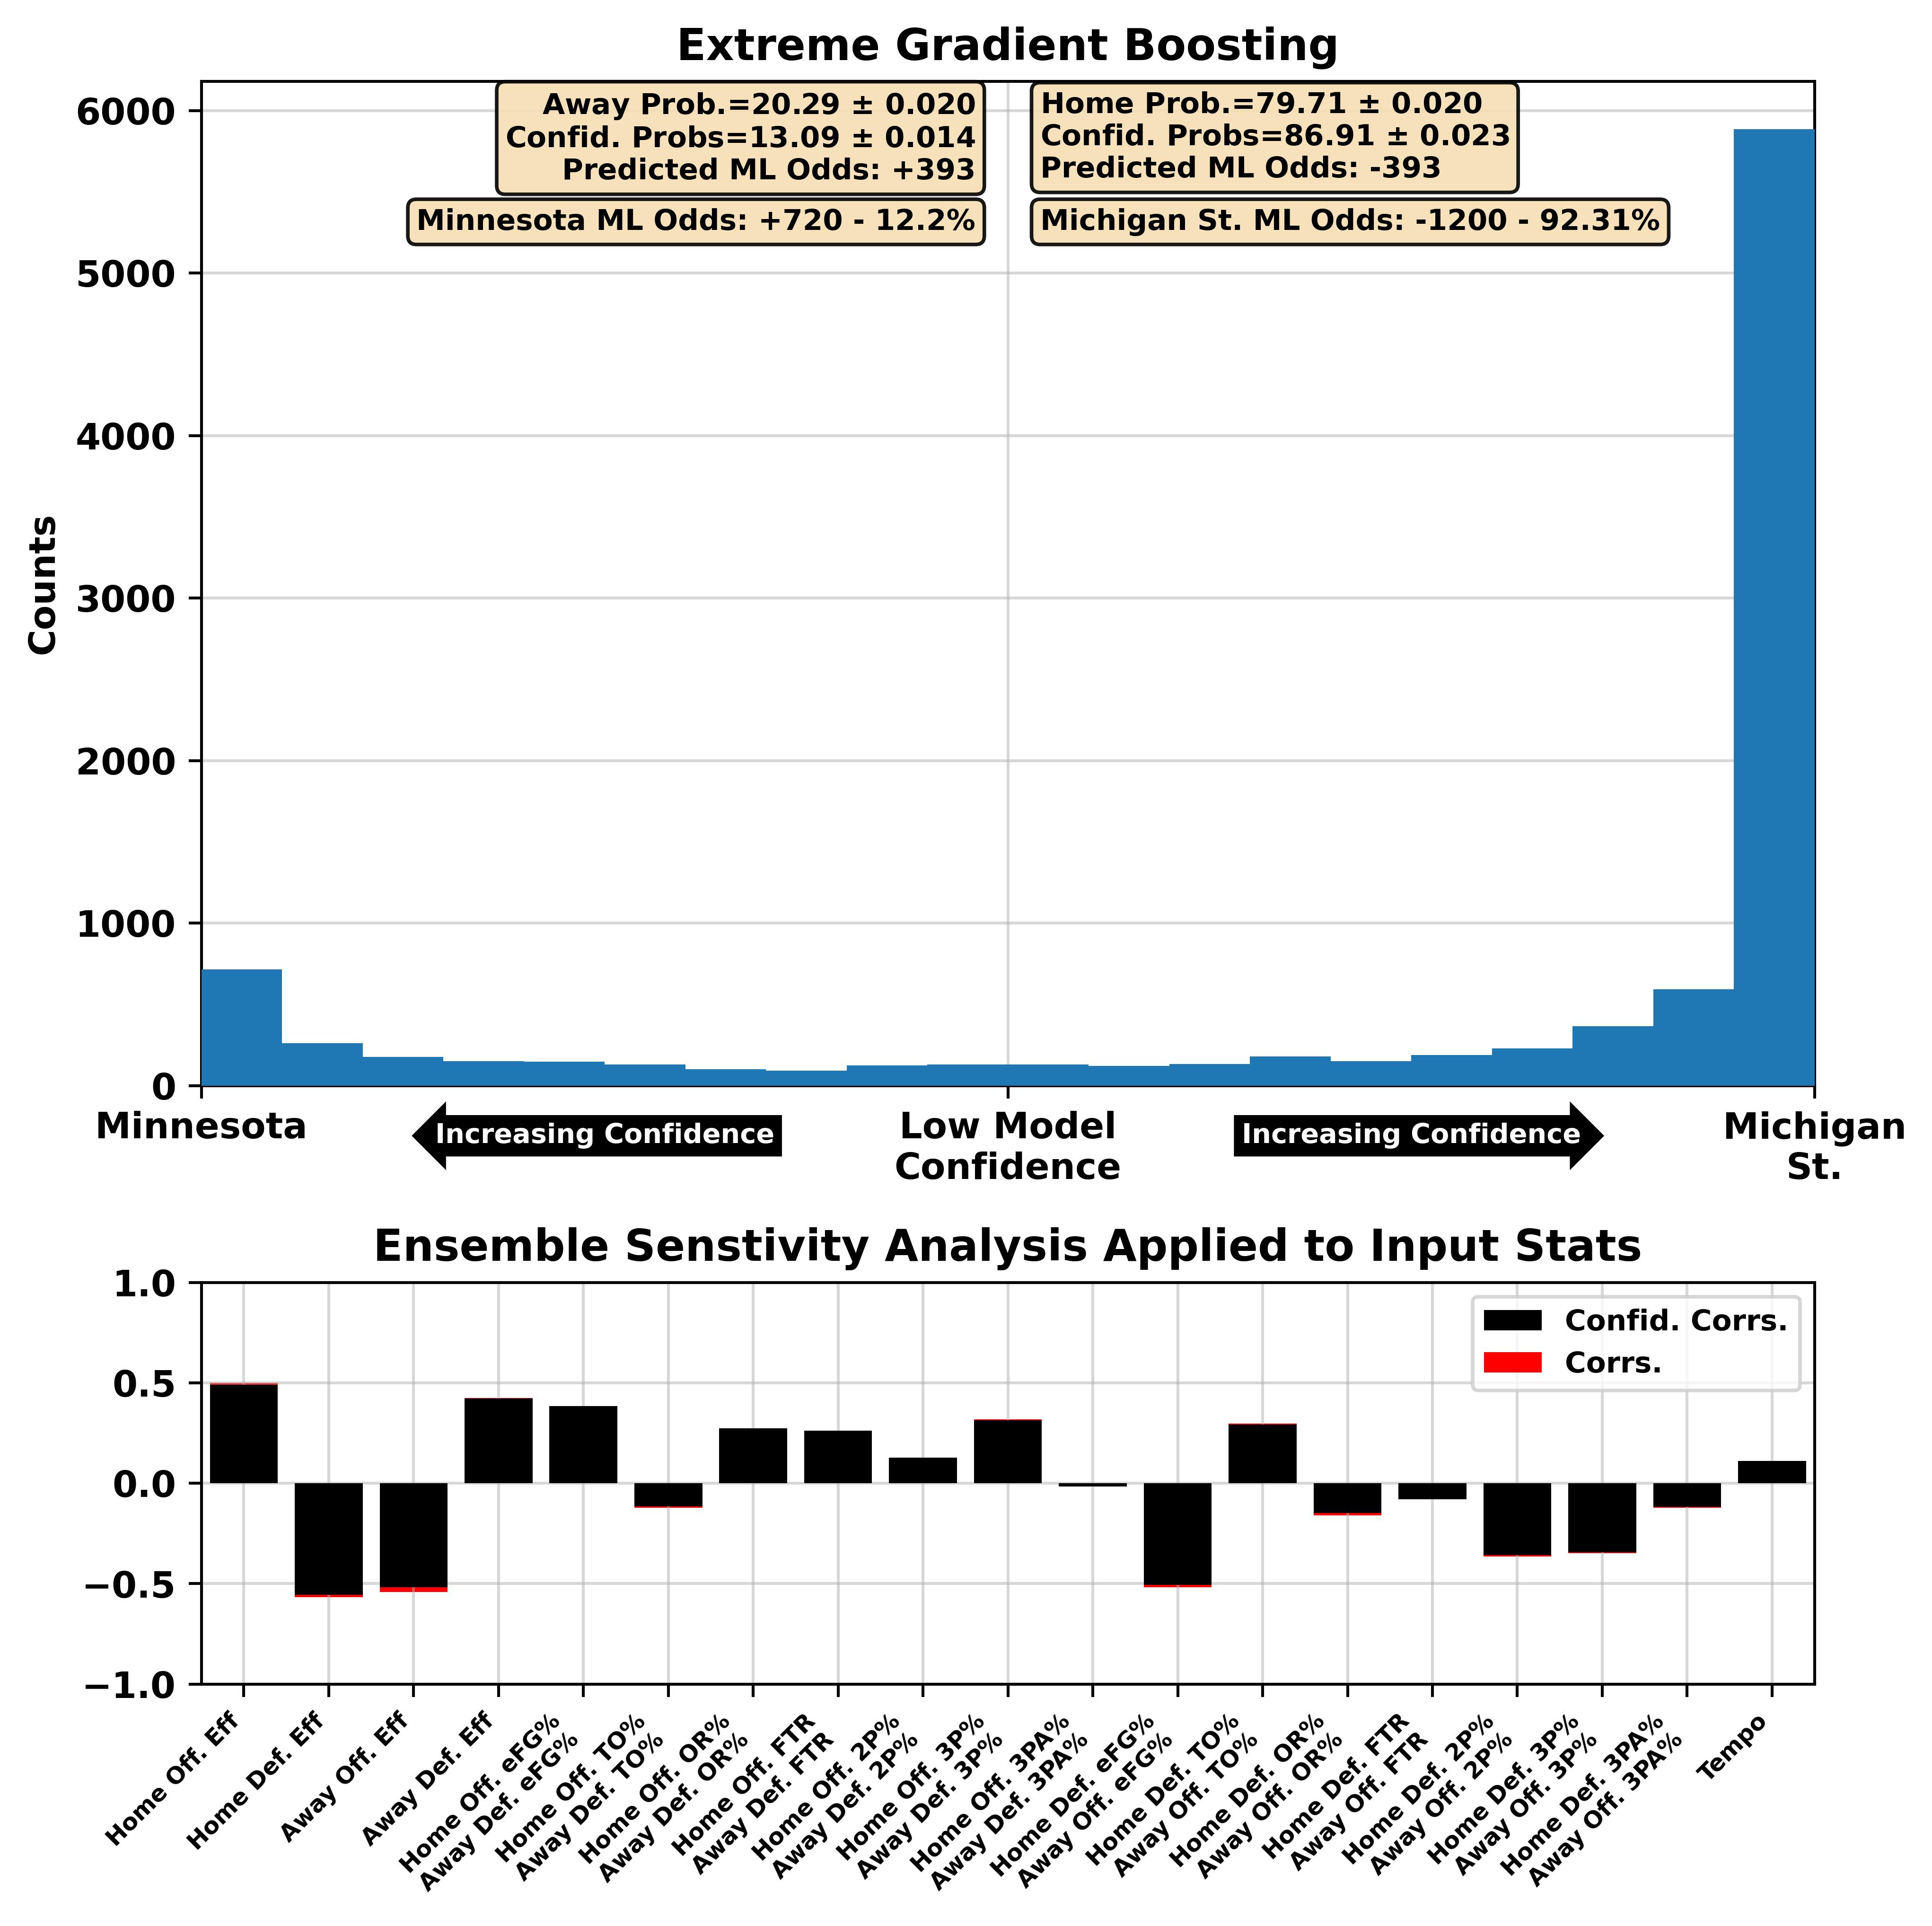 Extreme Gradient Boosting
Away Prob.=20.29 ± 0.020
Confid. Probs=13.09 ± 0.014
Predicted ML Odds: +393
Home Prob.=79.71 ± 0.020
Confid. Probs=86.91 ± 0.023
Predicted ML Odds: -393
Minnesota ML Odds: +720 - 12.2%
Michigan St. ML Odds: -1200 - 92.31%
Counts
6000
5000
4000
3000
2000
1000
0
Minnesota
Increasing Confidence
Low Model
Confidence
Increasing Confidence
Michigan
St.
Ensemble Senstivity Analysis Applied to Input Stats
1.0
0.5
0.0
−0.5
−1.0
Confid. Corrs.
Corrs.
Home Off. Eff
Home Def. Eff
Away Off. Eff
Away Def. Eff
Home Off. eFG%
Away Def. eFG%
Home Off. TO%
Away Def. TO%
Home Off. OR%
Away Def. OR%
Home Off. FTR
Away Def. FTR
Home Off. 2P%
Away Def. 2P%
Home Off. 3P%
Away Def. 3P%
Home Off. 3PA%
Away Def. 3PA%
Home Def. eFG%
Away Off. eFG%
Home Def. TO%
Away Off. TO%
Home Def. OR%
Away Off. OR%
Home Def. FTR
Away Off. FTR
Home Def. 2P%
Away Off. 2P%
Home Def. 3P%
Away Off. 3P%
Home Def. 3PA%
Away Off. 3PA%
Tempo